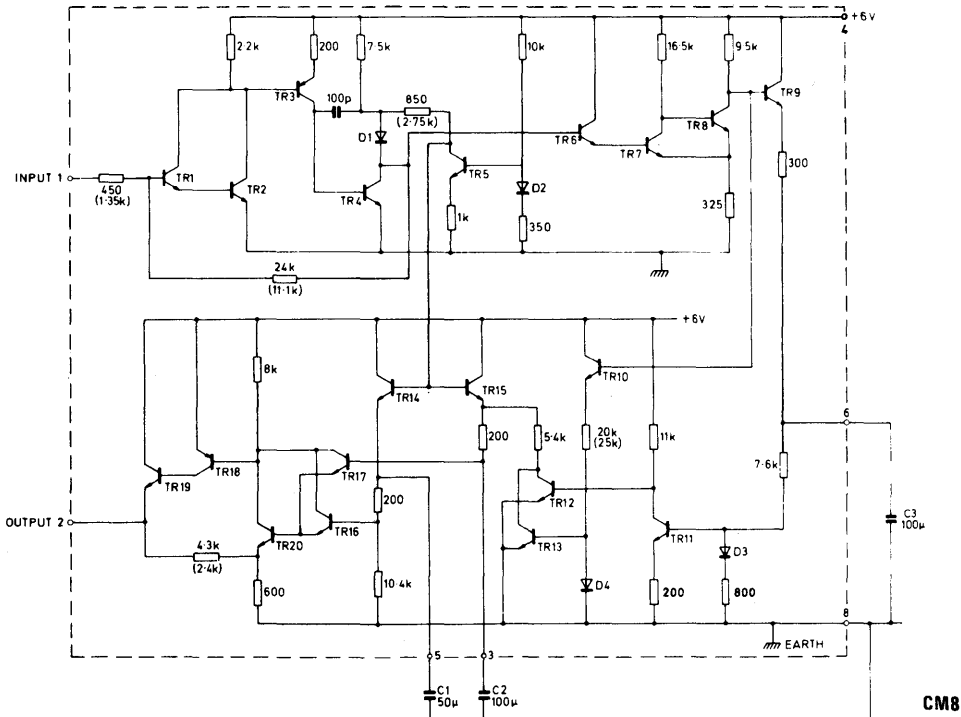 +6V
4
2·2k
200
7·5k
10k
16·5k
9·5k
TR3
100p
850
(2·75k)
TR9
TR8
D1
TR6
TR7
300
INPUT 1
450
(1·35k)
TR1
TR2
TR4
TR5
D2
1k
350
325
24k
(11·1k)
+6V
8k
TR14
TR15
TR10
6
200
5·4k
20k
(25k)
11k
7·6k
TR18
TR17
TR19
TR12
C3
100μ
OUTPUT 2
200
TR20
TR16
TR13
TR11
D3
4·3k
(2·4k)
600
10·4k
D4
200
800
8
EARTH
5
3
C1
50μ
C2
100μ
CM8